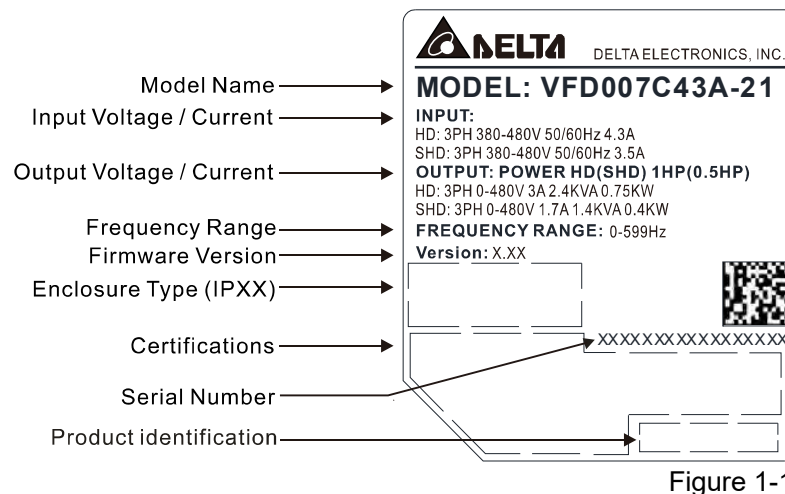 DELTA DELTA ELECTRONICS, INC.
Model Name MODEL: VFD007C43A-21
Input Voltage / Current INPUT:
HD: 3PH 380-480V 50/60Hz 4.3A
SHD: 3PH 380-480V 50/60Hz 3.5A
Output Voltage / Current OUTPUT: POWER HD(SHD) 1HP(0.5HP)
HD: 3PH 0-480V 3A 2.4KVA 0.75KW
SHD: 3PH 0-480V 1.7A 1.4KVA 0.4KW
Frequency Range FREQUENCY RANGE: 0-599Hz
Firmware Version Version: X.XX
Enclosure Type (IPXX)
Certifications XXXXXXXXXXXXXXXXX
Serial Number
Product identification
Figure 1-1